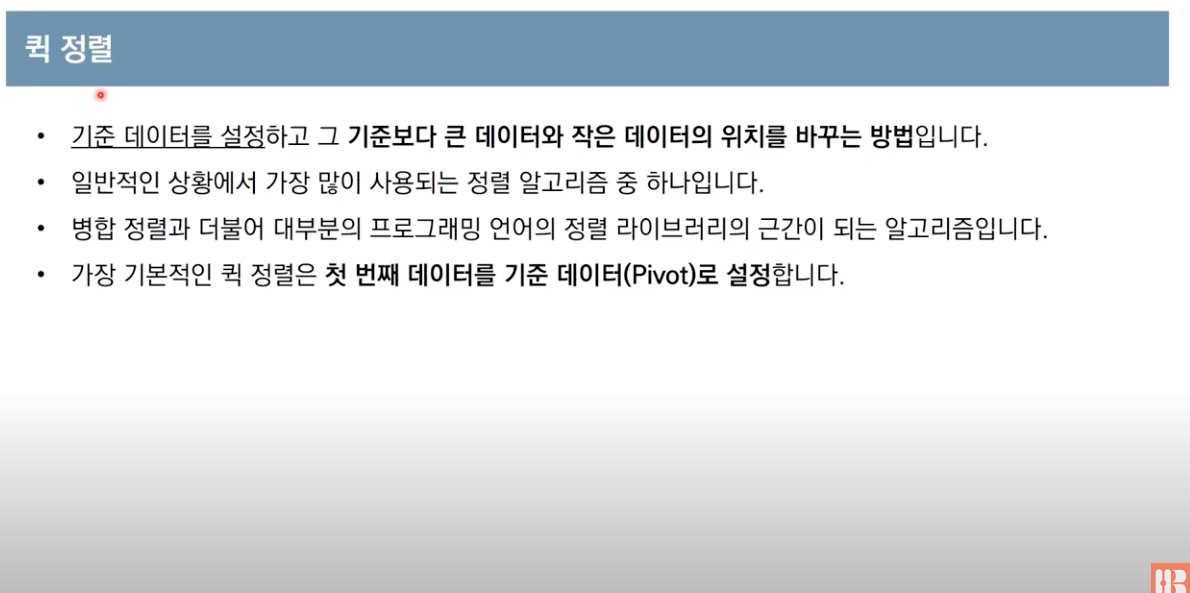 퀵 정렬
• 기준 데이터를 설정하고 그 기준보다 큰 데이터와 작은 데이터의 위치를 바꾸는 방법입니다.
• 일반적인 상황에서 가장 많이 사용되는 정렬 알고리즘 중 하나입니다.
• 병합 정렬과 더불어 대부분의 프로그래밍 언어의 정렬 라이브러리의 근간이 되는 알고리즘입니다.
• 가장 기본적인 퀵 정렬은 첫 번째 데이터를 기준 데이터(Pivot)로 설정합니다.